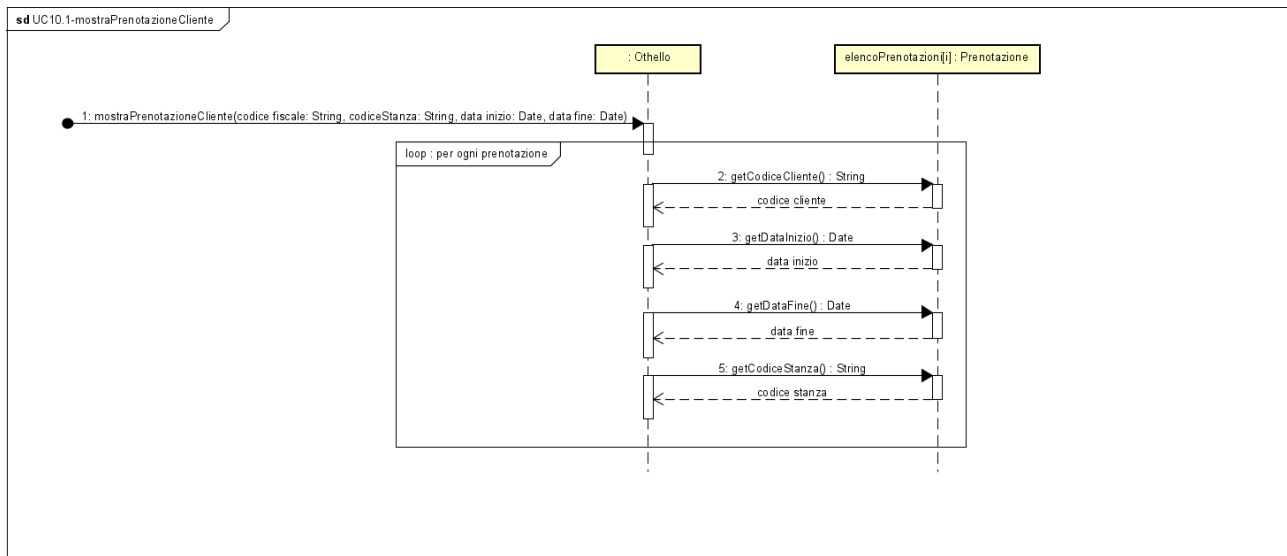 sd UC10.1-mostraPrenotazioneCliente
: Othello
elencoPrenotazioni[i] : Prenotazione
1: mostraPrenotazioneCliente(codice fiscale: String, codiceStanza: String, data inizio: Date, data fine: Date)
loop : per ogni prenotazione
2: getCodiceCliente() : String
codice cliente
3: getDataInizio() : Date
data inizio
4: getDataFine() : Date
data fine
5: getCodiceStanza() : String
codice stanza